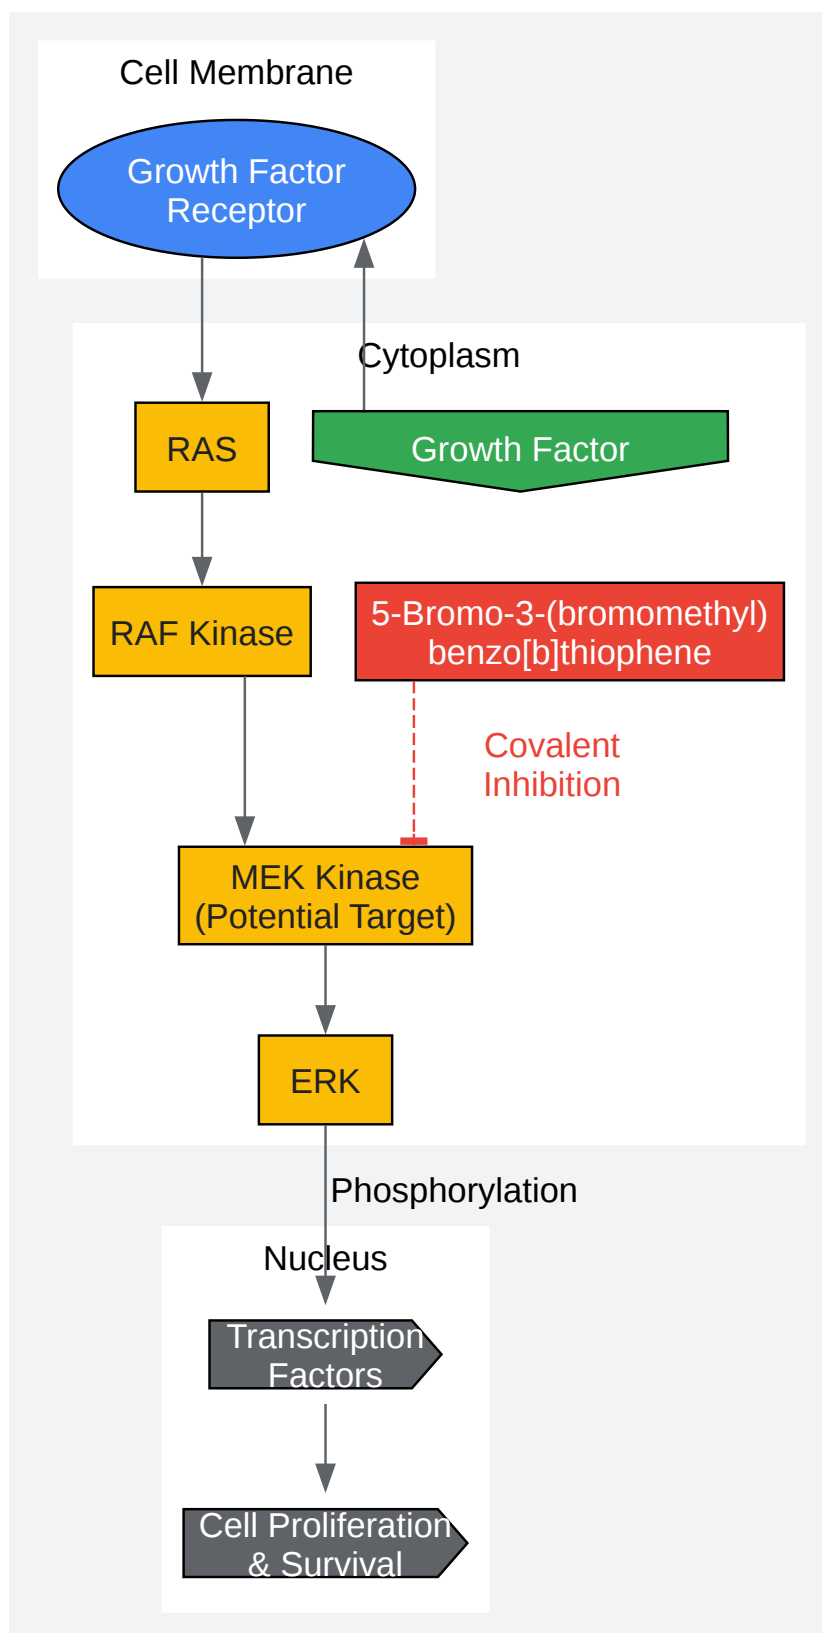 Cell Membrane
Growth Factor
Receptor
Cytoplasm
RAS
Growth Factor
RAF Kinase
5-Bromo-3-(bromomethyl)
benzo[b]thiophene
Covalent
Inhibition
MEK Kinase
(Potential Target)
ERK
Phosphorylation
Nucleus
Transcription
Factors
Cell Proliferation
& Survival